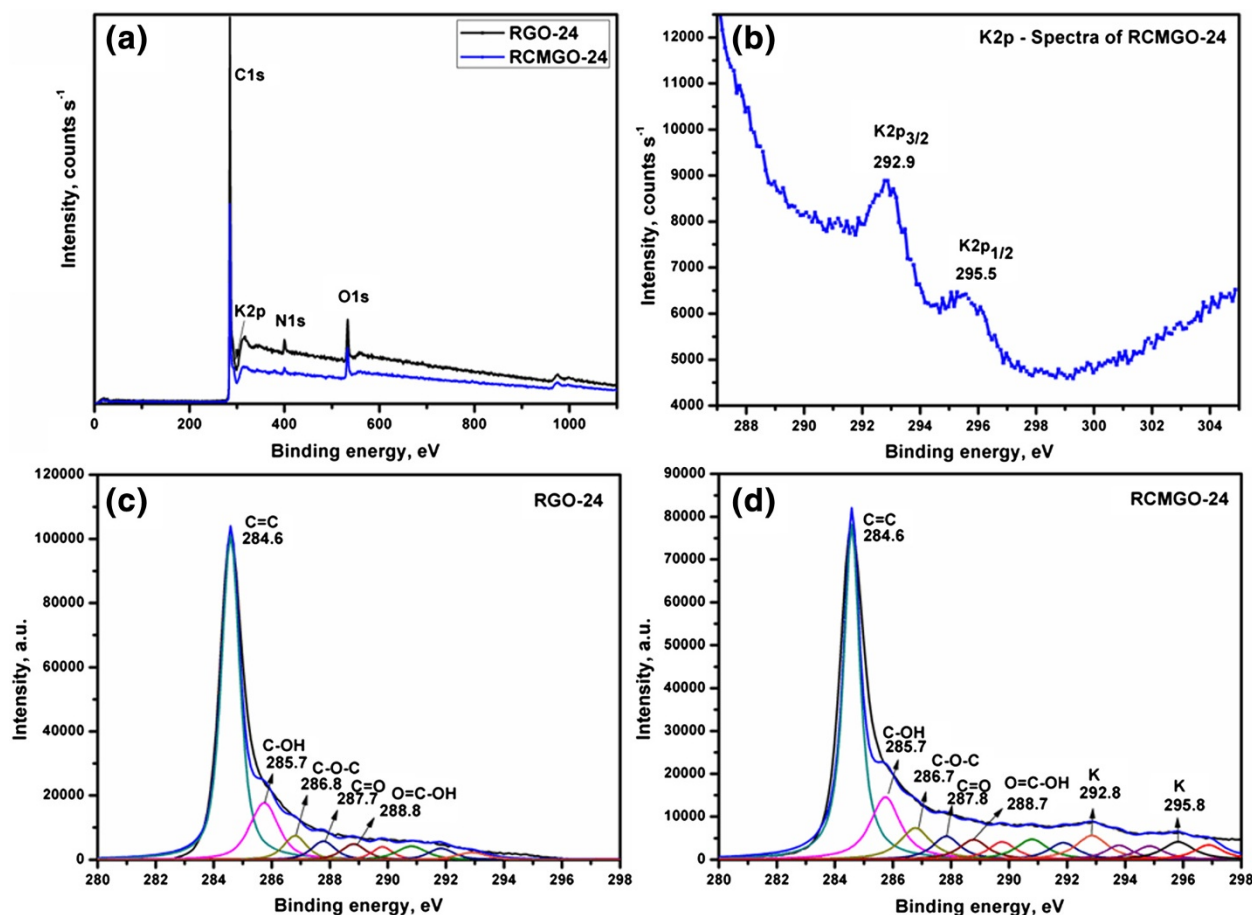 (a)
RGO-24
RCMGO-24
C1s
K2p
N1s
O1s
Intensity, counts s⁻¹
0 200 400 600 800 1000
Binding energy, eV
(b)
K2p - Spectra of RCMGO-24
K2p3/2
292.9
K2p1/2
295.5
Intensity, counts s⁻¹
12000
11000
10000
9000
8000
7000
6000
5000
4000
288 290 292 294 296 298 300 302 304
Binding energy, eV
(c)
RGO-24
C=C
284.6
C-OH
285.7
C-O-C
286.8
C=O
287.7
O=C-OH
288.8
Intensity, a.u.
120000
100000
80000
60000
40000
20000
0
280 282 284 286 288 290 292 294 296 298
Binding energy, eV
(d)
RCMGO-24
C=C
284.6
C-OH
285.7
C-O-C
286.7
C=O
287.8
O=C-OH
288.7
K
292.8
K
295.8
Intensity, a.u.
90000
80000
70000
60000
50000
40000
30000
20000
10000
0
280 282 284 286 288 290 292 294 296 298
Binding energy, eV